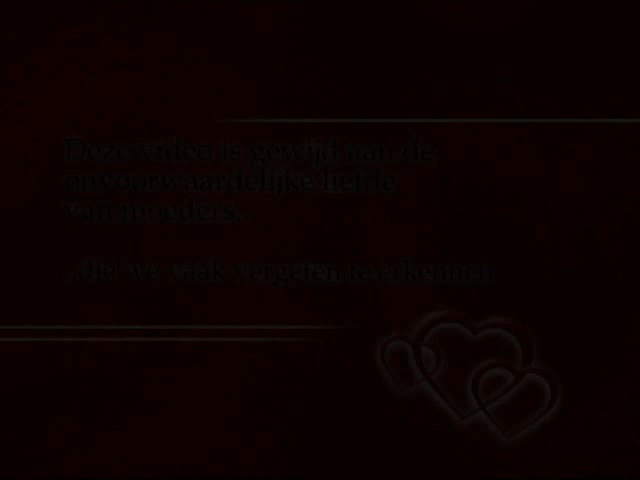 Deze video is gewijd aan de
onvoorwaardelijke liefde
van moeders,
...die we vaak vergeten te erkennen